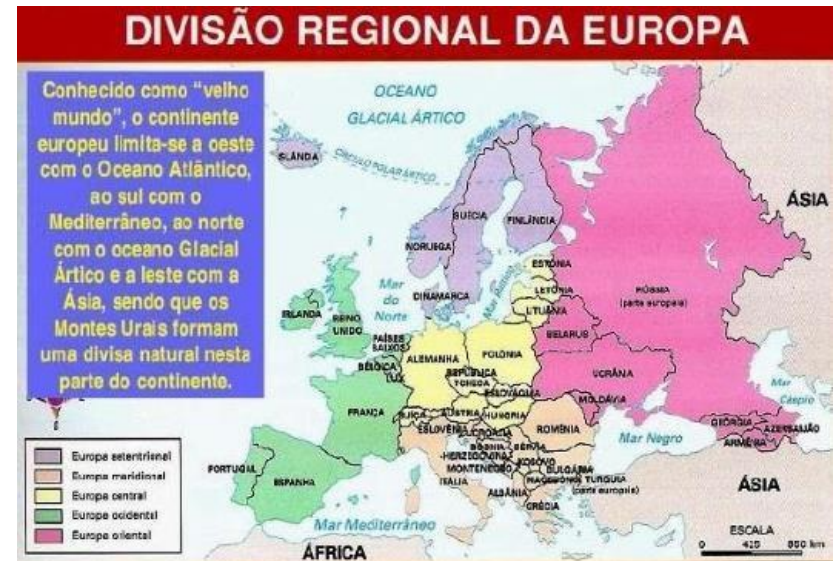 DIVISÃO REGIONAL DA EUROPA
Conhecido como "velho
mundo", o continente
europeu limita-se a oeste
com o Oceano Atlântico,
ao sul com o
Mediterrâneo, ao norte
com o oceano Glacial
Ártico e a leste com a
Ásia, sendo que os
Montes Urais formam
uma divisa natural nesta
parte do continente.
OCEANO
GLACIAL ÁRTICO
CÍRCULO POLAR ÁRTICO
ISLÂNDIA
SUÉCIA
FINLÂNDIA
NORUEGA
ÁSIA
Mar
do
Norte
DINAMARCA
Mar Báltico
ESTÔNIA
LETÔNIA
LITUÂNIA
RÚSSIA
(parte europeia)
IRLANDA
REINO
UNIDO
PAÍSES
BAIXOS
BÉLGICA
LUX
ALEMANHA
POLÔNIA
BELARUS
REPÚBLICA
TCHECA
ESLOVÁQUIA
UCRÂNIA
MOLDÁVIA
FRANÇA
SUÍÇA
ÁUSTRIA
HUNGRIA
ESLOVÊNIA
CROÁCIA
ROMÊNIA
Mar
Cáspio
GEÓRGIA
AZERBAIJÃO
ARMÊNIA
BÓSNIA
-HERZEGOVINA
SÉRVIA
MONTENEGRO
KOSOVO
BULGÁRIA
Mar Negro
PORTUGAL
ESPANHA
ITÁLIA
MACEDÔNIA
TURQUIA
(parte europeia)
ALBÂNIA
GRÉCIA
ÁSIA
Mar Mediterrâneo
ÁFRICA
Europa setentrional
Europa meridional
Europa central
Europa ocidental
Europa oriental
ESCALA
0 425 850 km